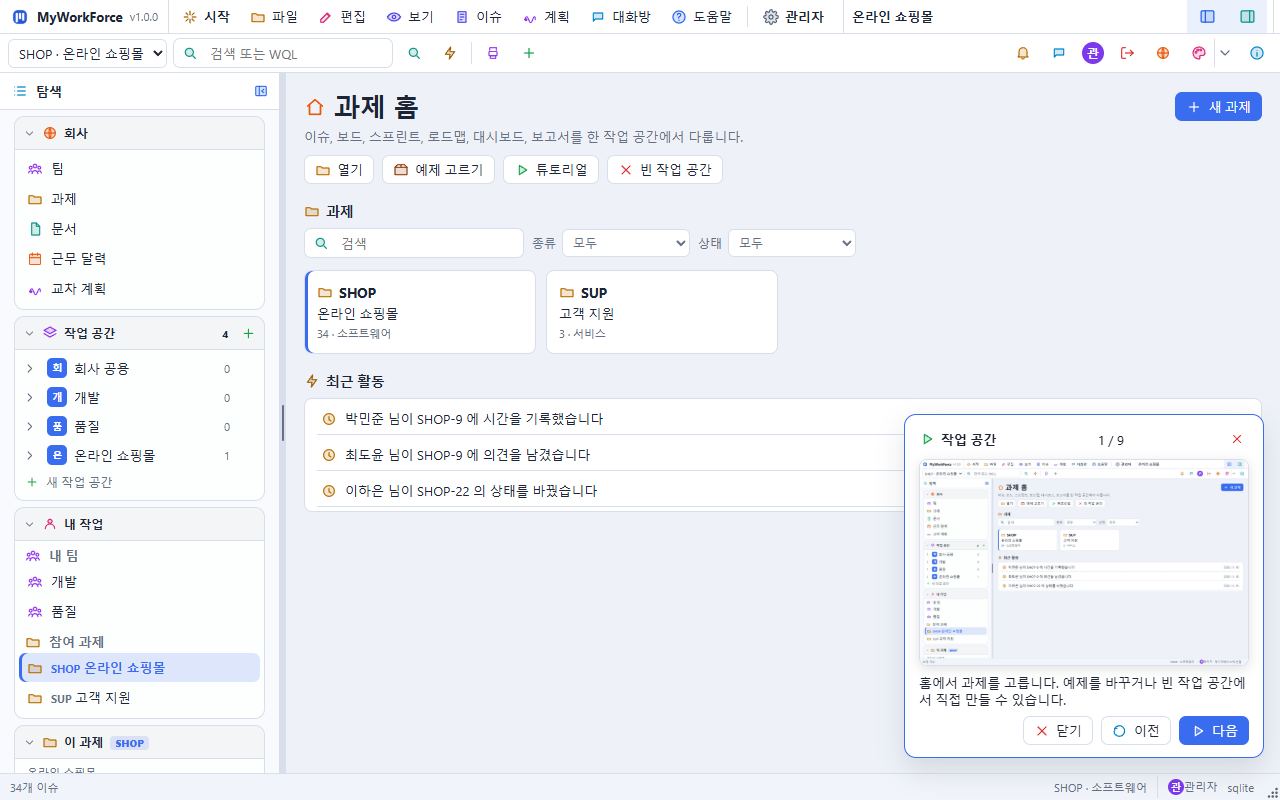 MyWorkForce v1.0.0 시작 파일 편집 보기 이슈 계획 대화방 도움말 관리자 온라인 쇼핑몰
SHOP · 온라인 쇼핑몰 검색 또는 WQL 관
탐색
회사
팀
과제
문서
근무 달력
교차 계획
작업 공간 4
회 회사 공용 0
개 개발 0
품 품질 0
온 온라인 쇼핑몰 1
새 작업 공간
내 작업
내 팀
개발
품질
참여 과제
SHOP 온라인 쇼핑몰
SUP 고객 지원
이 과제 SHOP
온라인 쇼핑몰
과제 홈 새 과제
이슈, 보드, 스프린트, 로드맵, 대시보드, 보고서를 한 작업 공간에서 다룹니다.
열기 예제 고르기 튜토리얼 빈 작업 공간
과제
검색 종류 모두 상태 모두
SHOP
온라인 쇼핑몰
34 · 소프트웨어
SUP
고객 지원
3 · 서비스
최근 활동
박민준 님이 SHOP-9 에 시간을 기록했습니다
최도윤 님이 SHOP-9 에 의견을 남겼습니다
이하은 님이 SHOP-22 의 상태를 바꿨습니다
작업 공간 1 / 9
MyWorkForce
과제 홈
SHOP
SUP
홈에서 과제를 고릅니다. 예제를 바꾸거나 빈 작업 공간에
서 직접 만들 수 있습니다.
닫기 이전 다음
34개 이슈 SHOP · 소프트웨어 관 관리자 sqlite